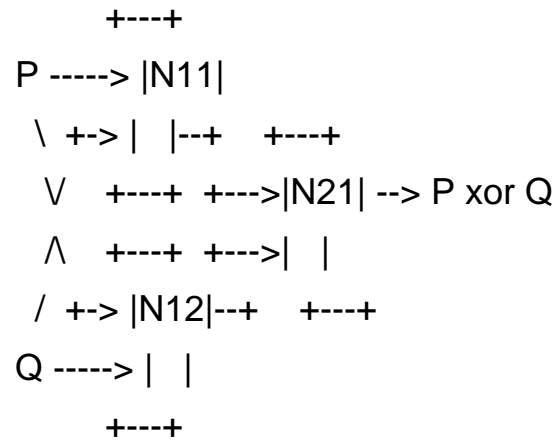 +---+
P -----> |N11|
\ +-> | |--+ +---+
\/ +---+ +--->|N21| --> P xor Q
/\ +---+ +--->| |
/ +-> |N12|--+ +---+
Q -----> | |
+---+